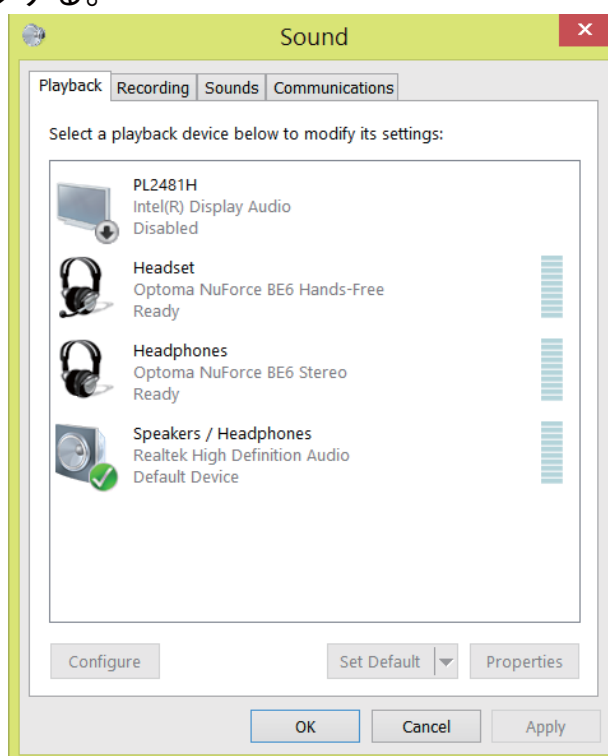 する。
Sound
Playback Recording Sounds Communications
Select a playback device below to modify its settings:
PL2481H
Intel(R) Display Audio
Disabled
Headset
Optoma NuForce BE6 Hands-Free
Ready
Headphones
Optoma NuForce BE6 Stereo
Ready
Speakers / Headphones
Realtek High Definition Audio
Default Device
Configure Set Default Properties
OK Cancel Apply